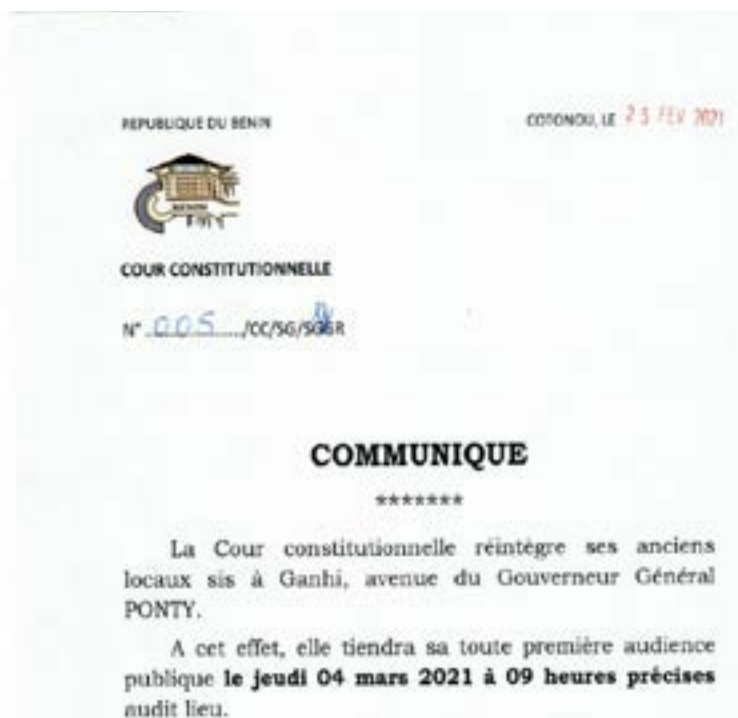 REPUBLIQUE DU BENIN
COTONOU, LE 25 FEV 2021
BENIN
COUR CONSTITUTIONNELLE
N° 005 /CC/SG/
COMMUNIQUE
*******
La Cour constitutionnelle réintègre ses anciens
locaux sis à Ganhi, avenue du Gouverneur Général
PONTY.
A cet effet, elle tiendra sa toute première audience
publique le jeudi 04 mars 2021 à 09 heures précises
audit lieu.